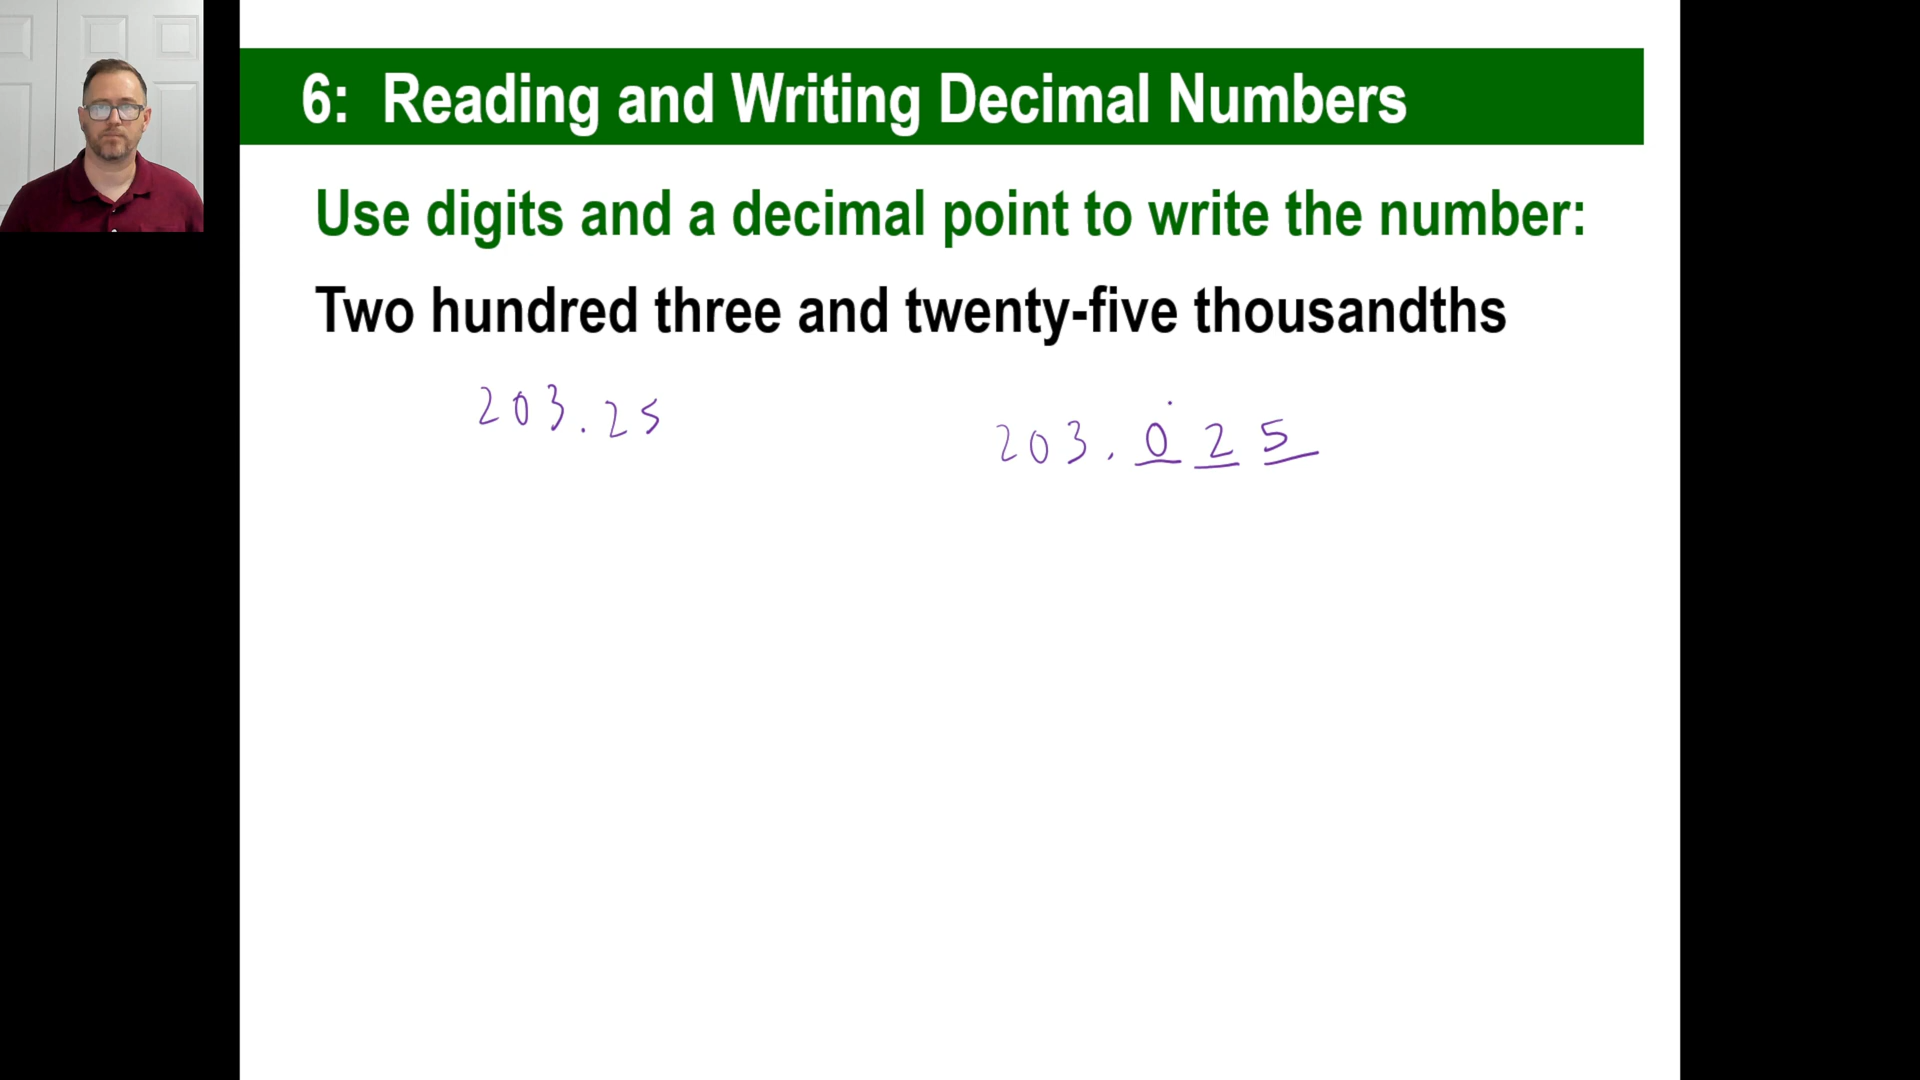 6: Reading and Writing Decimal Numbers
Use digits and a decimal point to write the number:
Two hundred three and twenty-five thousandths
203.25
203.025